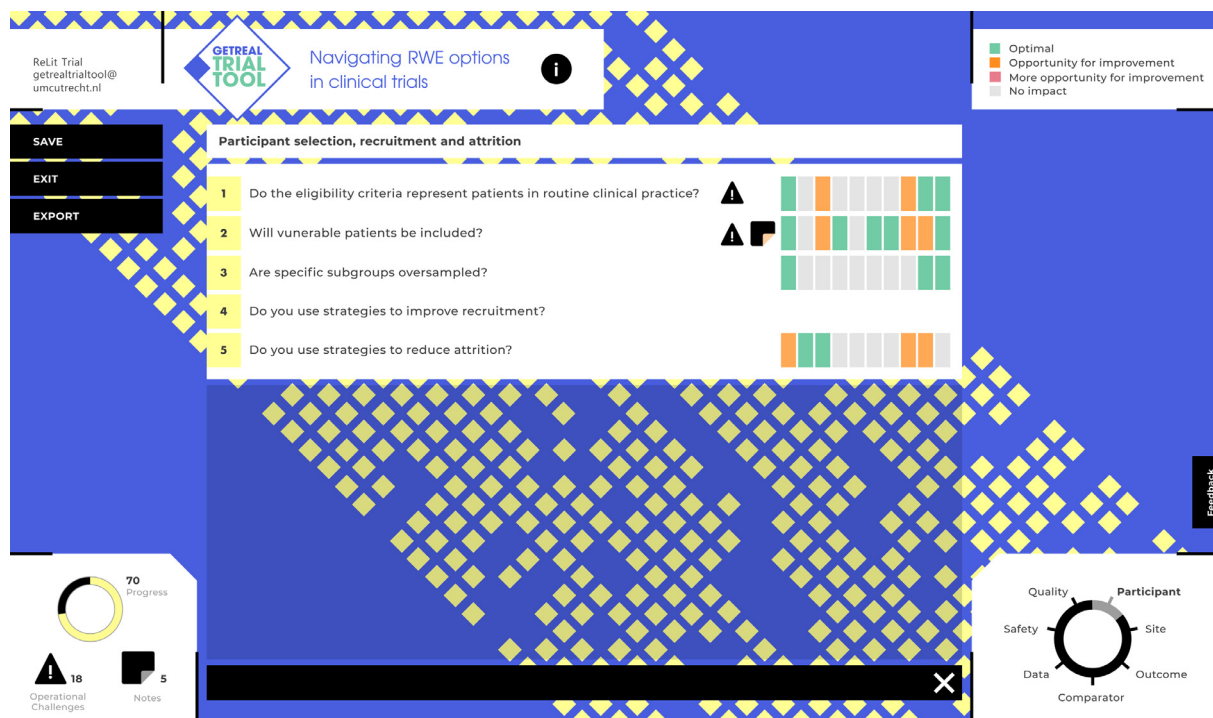 ReLit Trial
getrealtrialtool@
umcutrecht.nl
GETREAL
TRIAL
TOOL
Navigating RWE options
in clinical trials
i
Optimal
Opportunity for improvement
More opportunity for improvement
No impact
SAVE
EXIT
EXPORT
Participant selection, recruitment and attrition
1 Do the eligibility criteria represent patients in routine clinical practice? !
2 Will vunerable patients be included? !
3 Are specific subgroups oversampled?
4 Do you use strategies to improve recruitment?
5 Do you use strategies to reduce attrition?
Feedback
70
Progress
! 18
Operational
Challenges
5
Notes
Quality
Participant
Safety
Site
Data
Outcome
Comparator